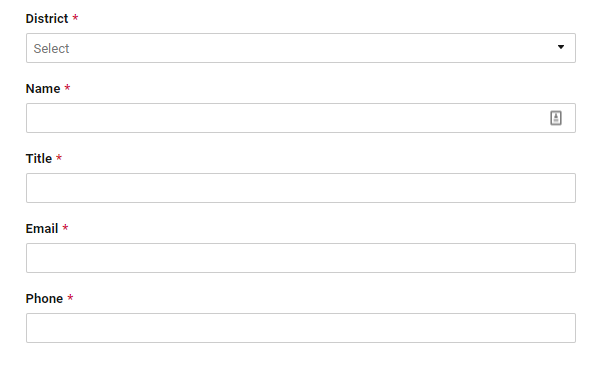 District *
Select
Name *
Title *
Email *
Phone *